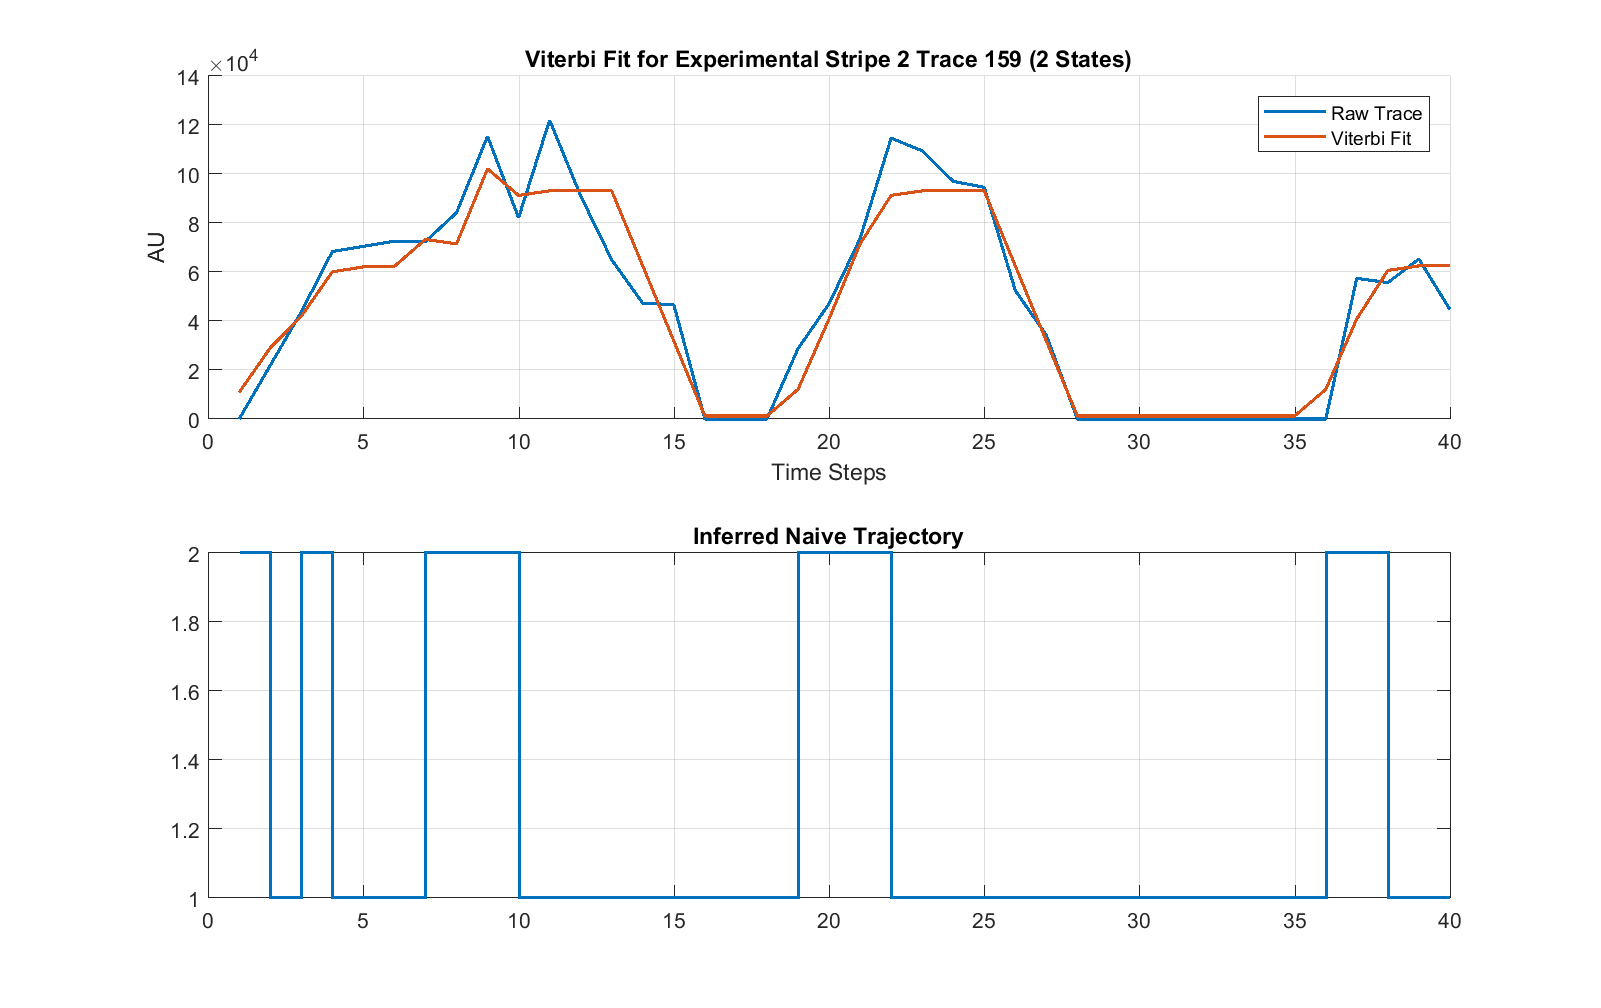 Viterbi Fit for Experimental Stripe 2 Trace 159 (2 States)
×10⁴
14
12
10
8
6
4
2
0
AU
Raw Trace
Viterbi Fit
0 5 10 15 20 25 30 35 40
Time Steps
Inferred Naive Trajectory
2
1.8
1.6
1.4
1.2
1
0 5 10 15 20 25 30 35 40